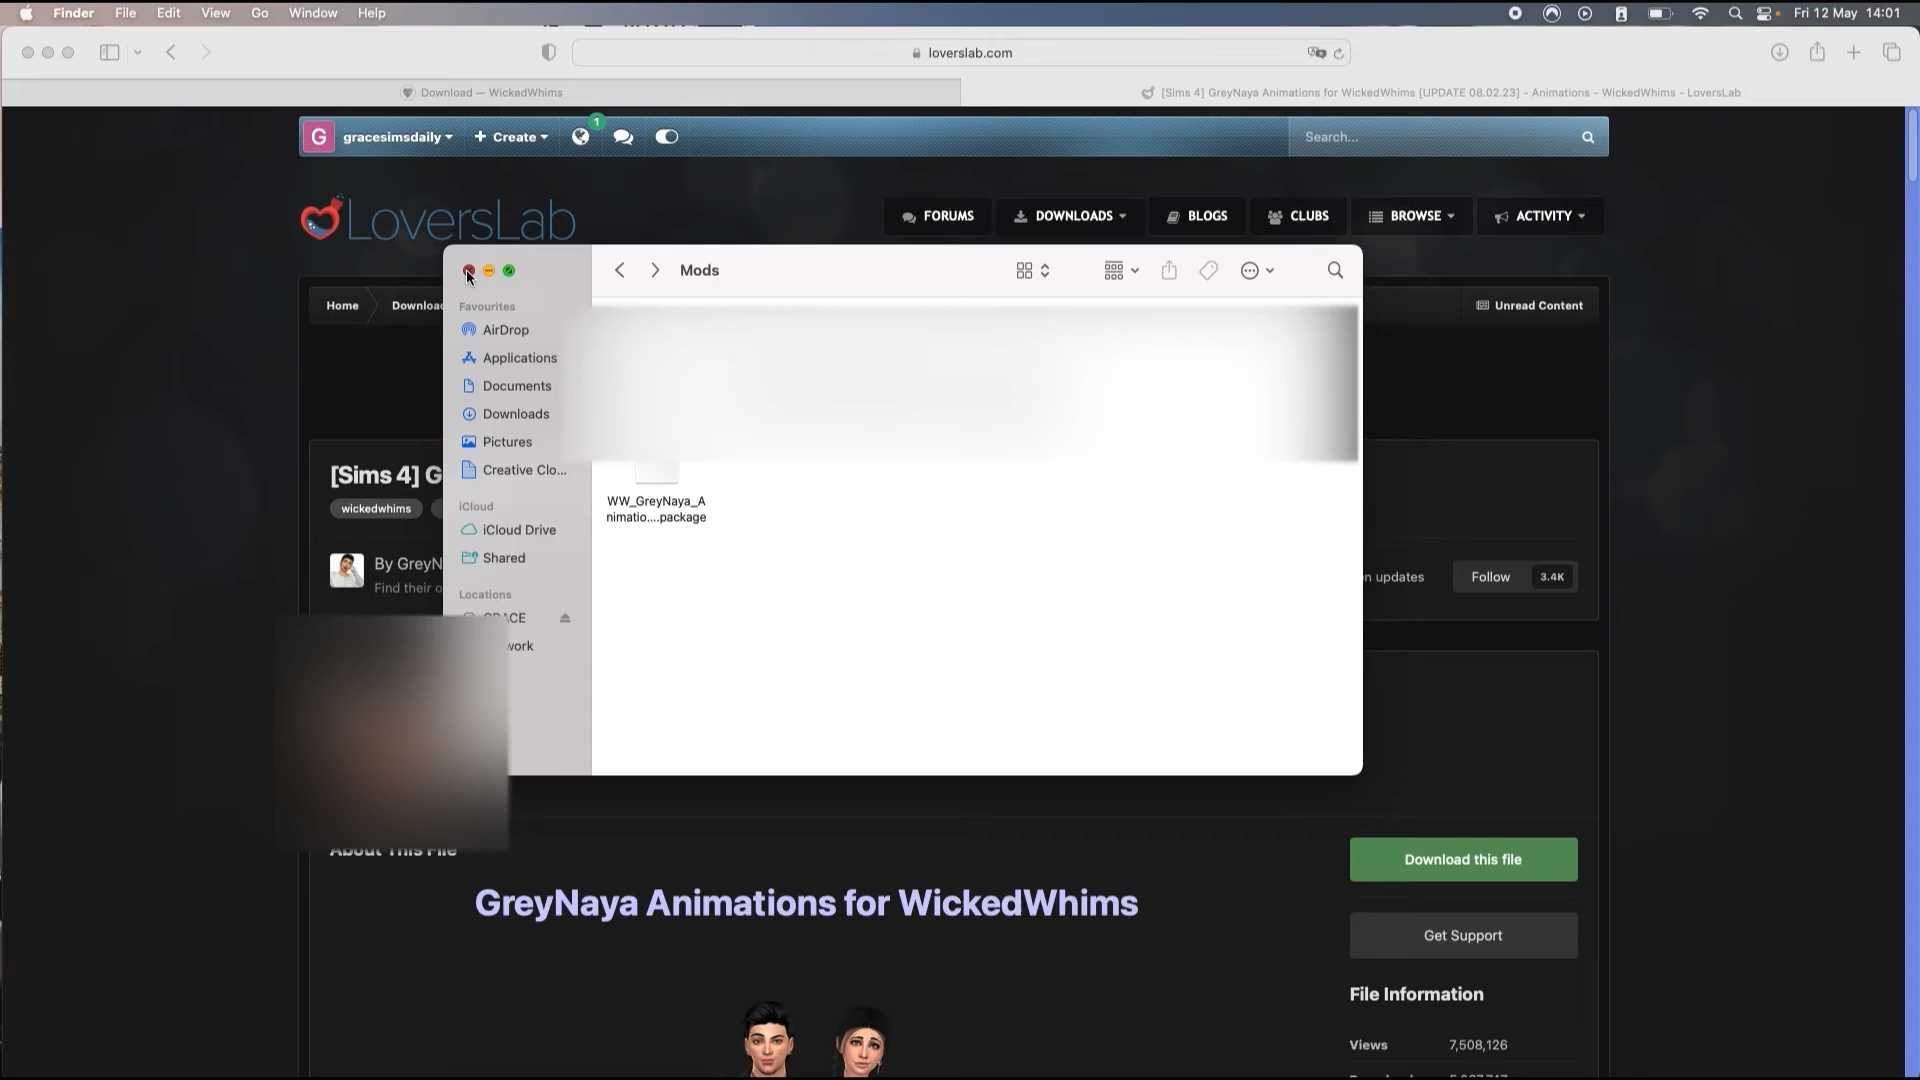 Finder File Edit View Go Window Help Fri 12 May 14:01
loverslab.com
Download — WickedWhims
[Sims 4] GreyNaya Animations for WickedWhims [UPDATE 08.02.23] - Animations - WickedWhims - LoversLab
G gracesimsdaily + Create 1 Search...
LoversLab
FORUMS DOWNLOADS BLOGS CLUBS BROWSE ACTIVITY
Mods
Favourites
AirDrop
Applications
Documents
Downloads
Pictures
Creative Clo...
iCloud
iCloud Drive
Shared
Locations
WW_GreyNaya_A
nimatio....package
Home Downloa
Unread Content
[Sims 4] G
wickedwhims
By GreyN
Find their o
n updates Follow 3.4K
GreyNaya Animations for WickedWhims
Download this file
Get Support
File Information
Views 7,508,126